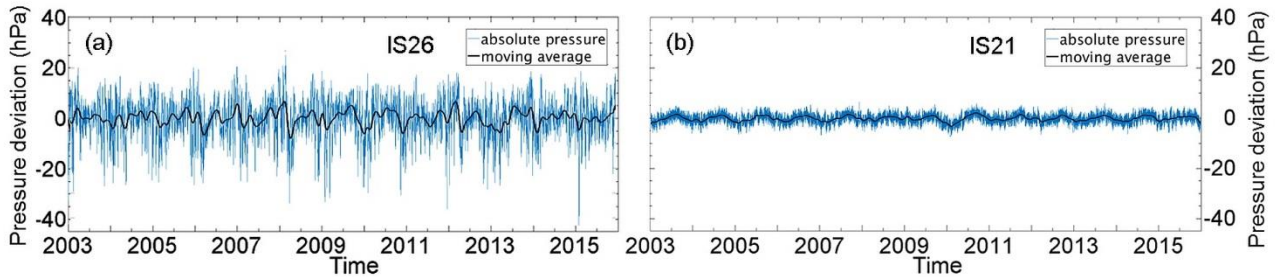 (a)
IS26
absolute pressure
moving average
Pressure deviation (hPa)
40
20
0
-20
-40
2003
2005
2007
2009
2011
2013
2015
Time
(b)
IS21
absolute pressure
moving average
40
20
0
-20
-40
Pressure deviation (hPa)
2003
2005
2007
2009
2011
2013
2015
Time